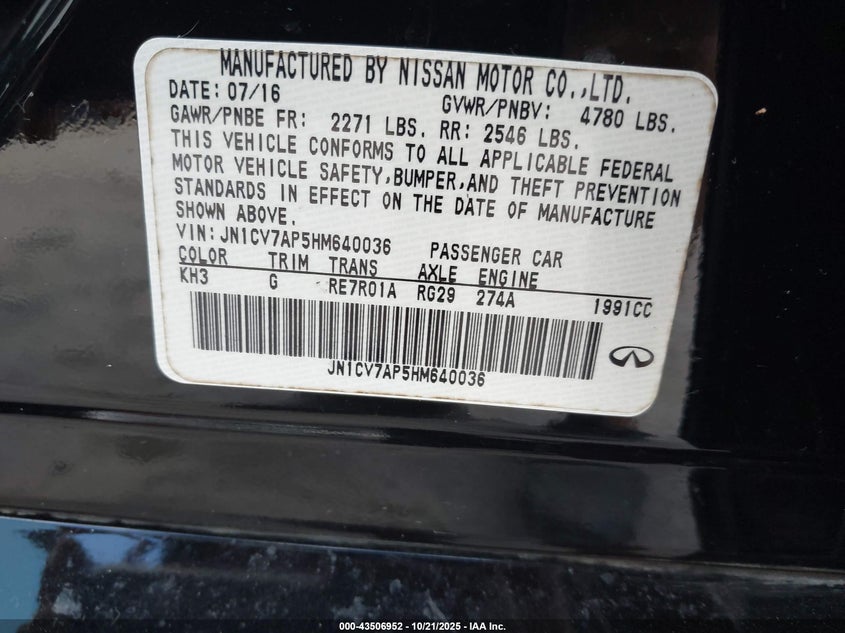 MANUFACTURED BY NISSAN MOTOR CO.,LTD.
DATE: 07/16 GVWR/PNBV: 4780 LBS.
GAWR/PNBE FR: 2271 LBS. RR: 2546 LBS.
THIS VEHICLE CONFORMS TO ALL APPLICABLE FEDERAL
MOTOR VEHICLE SAFETY,BUMPER,AND THEFT PREVENTION
STANDARDS IN EFFECT ON THE DATE OF MANUFACTURE
SHOWN ABOVE.
VIN: JN1CV7AP5HM640036 PASSENGER CAR
COLOR TRIM TRANS AXLE ENGINE
KH3 G RE7R01A RG29 274A 1991CC
JN1CV7AP5HM640036
000-43506952 - 10/21/2025 - IAA Inc.